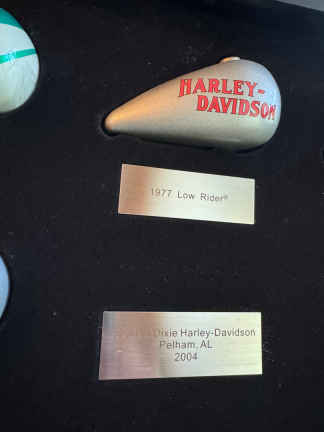 HARLEY-
DAVIDSON
1977 Low Rider®
Dixie Harley-Davidson
Pelham, AL
2004